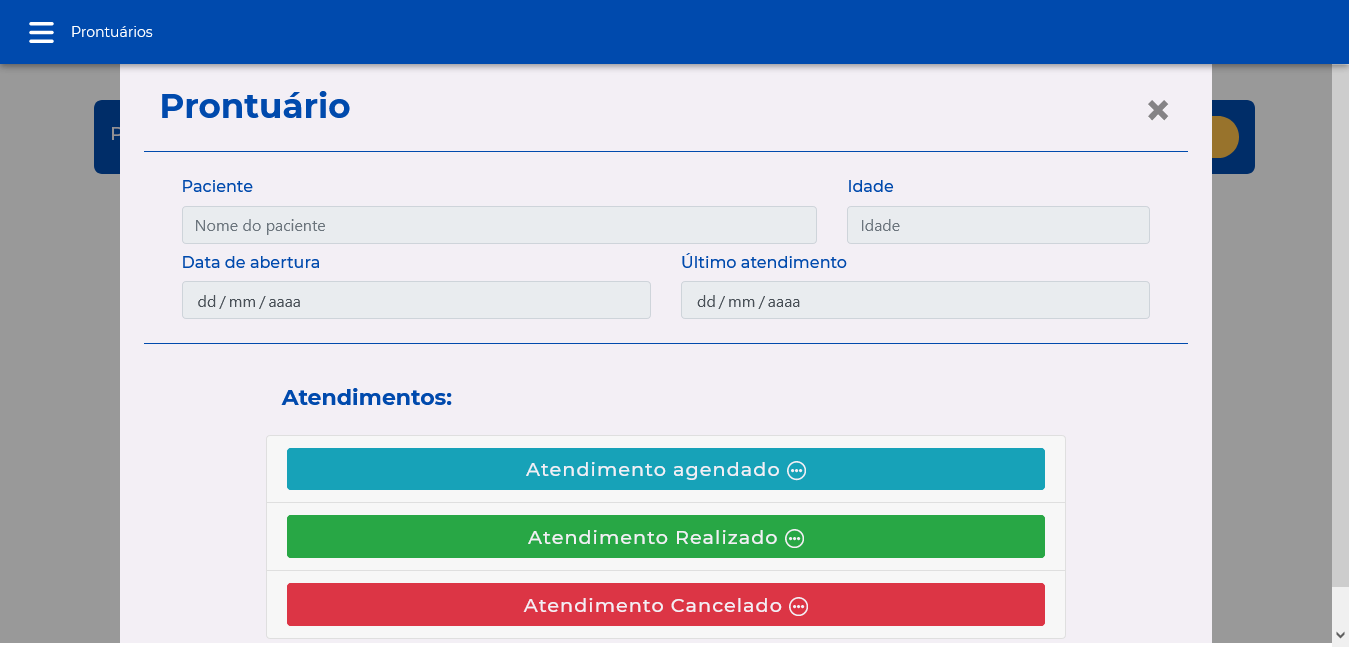 Prontuários
Prontuário
Paciente
Idade
Nome do paciente
Idade
Data de abertura
Último atendimento
dd / mm / aaaa
dd / mm / aaaa
Atendimentos:
Atendimento agendado
Atendimento Realizado
Atendimento Cancelado